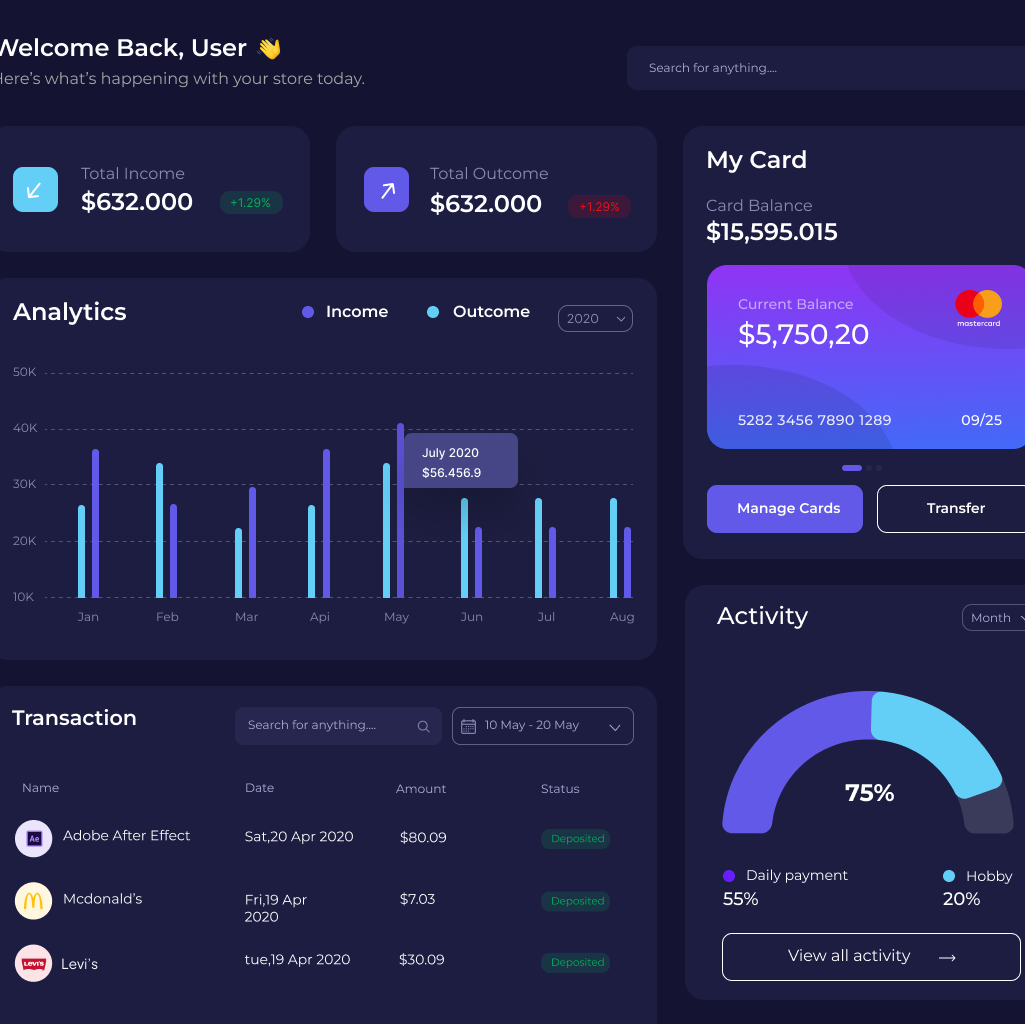 Welcome Back, User 👋
Here's what's happening with your store today.
Search for anything....
Total Income
$632.000
+1.29%
Total Outcome
$632.000
+1.29%
My Card
Card Balance
$15,595.015
Current Balance
$5,750,20
mastercard
5282 3456 7890 1289
09/25
Manage Cards
Transfer
Analytics
Income
Outcome
2020
50K
40K
30K
20K
10K
July 2020
$56.456.9
Jan
Feb
Mar
Api
May
Jun
Jul
Aug
Activity
Month
75%
Daily payment
55%
Hobby
20%
View all activity
Transaction
Search for anything....
10 May - 20 May
Name
Date
Amount
Status
Ae
Adobe After Effect
Sat,20 Apr 2020
$80.09
Deposited
Mcdonald's
Fri,19 Apr
2020
$7.03
Deposited
Levi's
Levi's
tue,19 Apr 2020
$30.09
Deposited